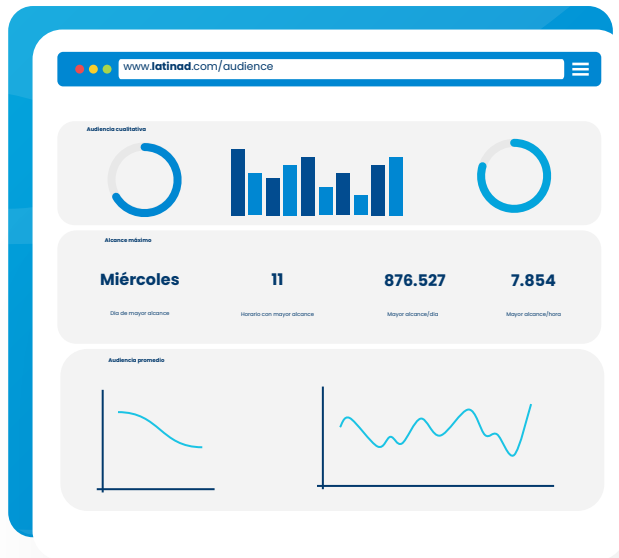 www.latinad.com/audience
Audiencia cualitativa
Alcance máximo
Miércoles 11 876.527 7.854
Día de mayor alcance Horario con mayor alcance Mayor alcance/día Mayor alcance/hora
Audiencia promedio